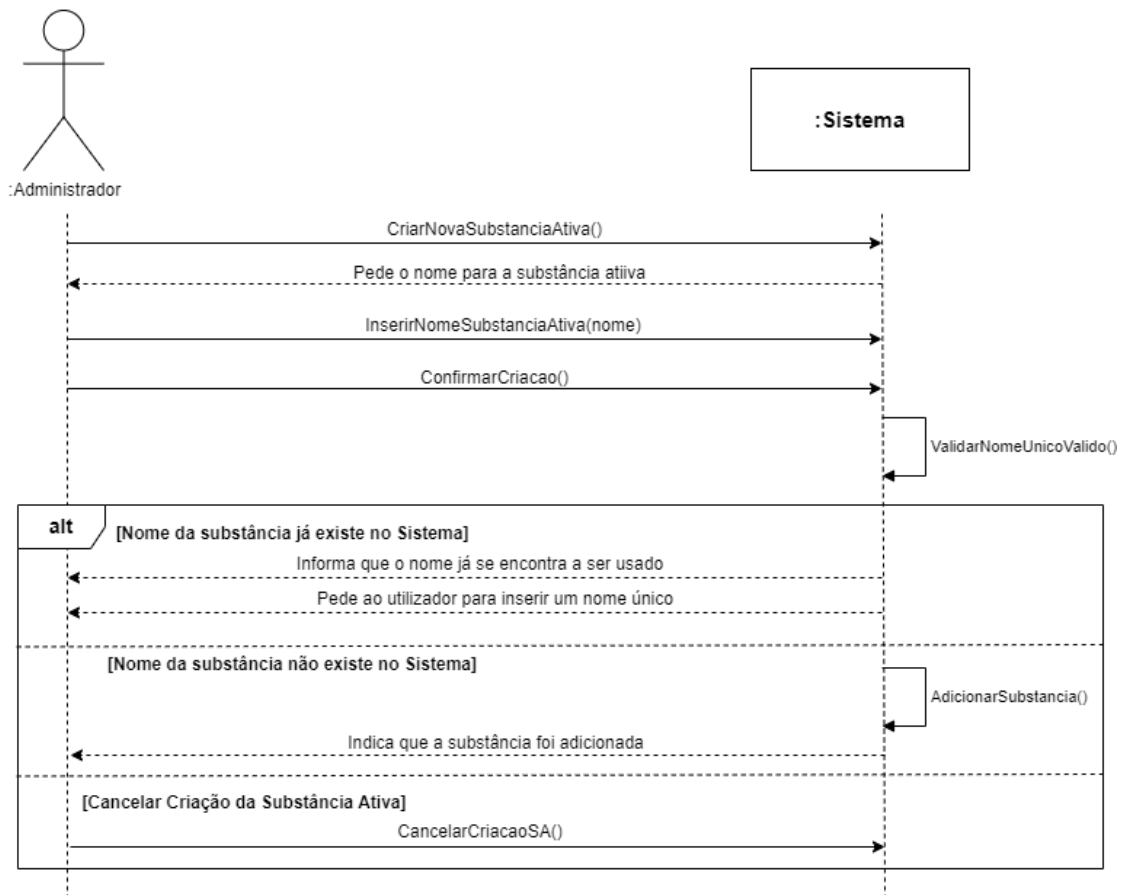 :Sistema
:Administrador
CriarNovaSubstanciaAtiva()
Pede o nome para a substância atiiva
InserirNomeSubstanciaAtiva(nome)
ConfirmarCriacao()
ValidarNomeUnicoValido()
alt
[Nome da substância já existe no Sistema]
Informa que o nome já se encontra a ser usado
Pede ao utilizador para inserir um nome único
[Nome da substância não existe no Sistema]
AdicionarSubstancia()
Indica que a substância foi adicionada
[Cancelar Criação da Substância Ativa]
CancelarCriacaoSA()